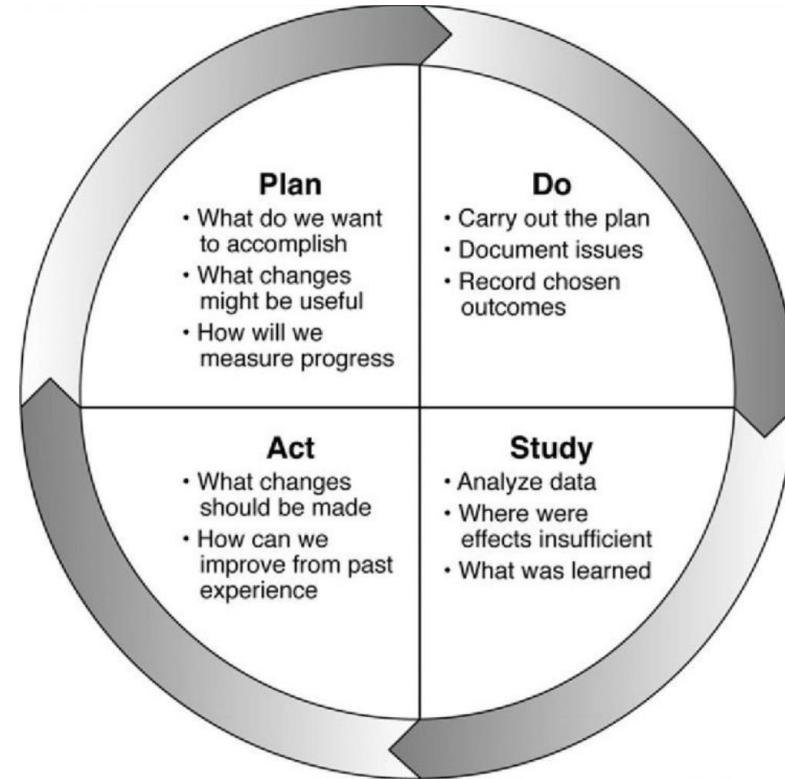 Plan
• What do we want
to accomplish
• What changes
might be useful
• How will we
measure progress
Do
• Carry out the plan
• Document issues
• Record chosen
outcomes
Act
• What changes
should be made
• How can we
improve from past
experience
Study
• Analyze data
• Where were
effects insufficient
• What was learned